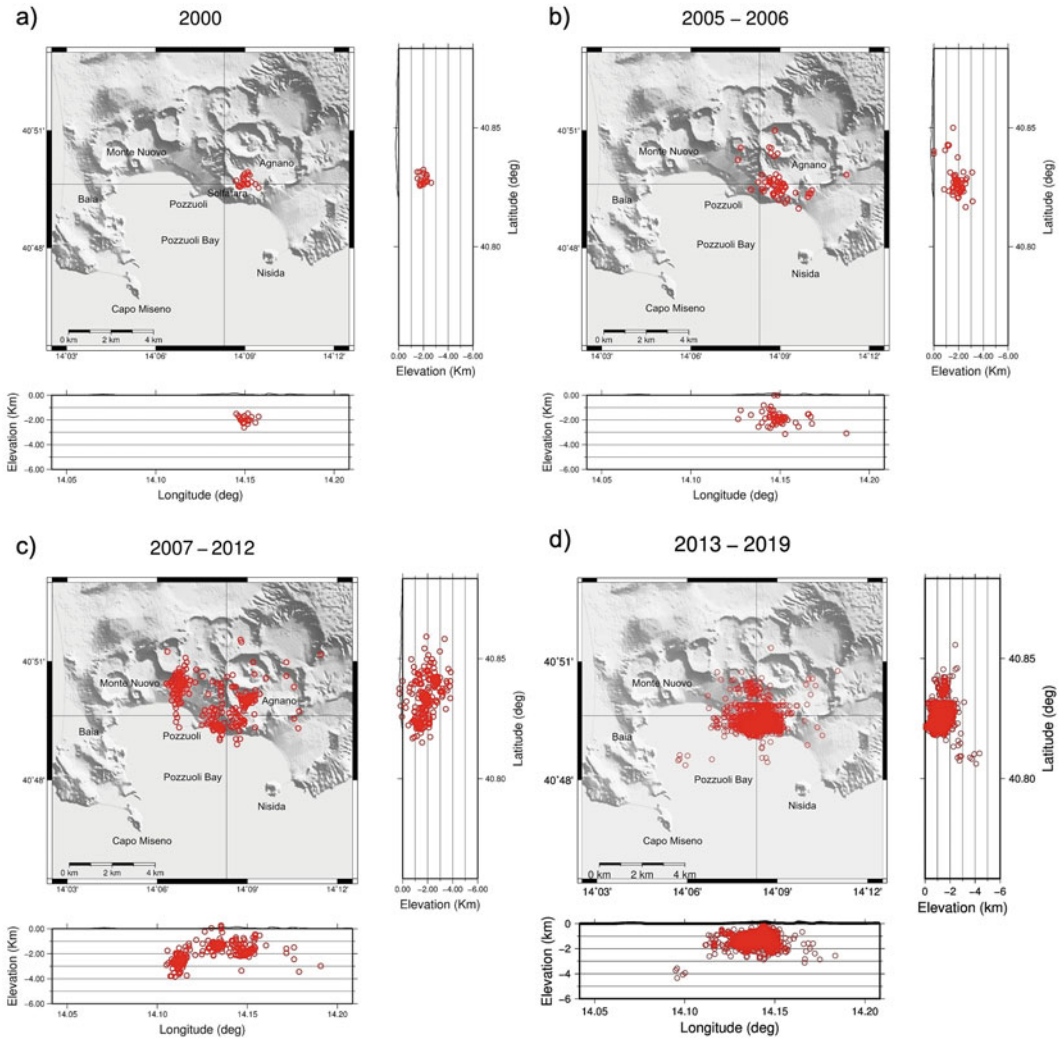 a)
2000
40°51'
40°48'
Monte Nuovo
Agnano
Solfatara
Baia
Pozzuoli
Pozzuoli Bay
Nisida
Capo Miseno
0 km 2 km 4 km
14°03' 14°06' 14°09' 14°12'
40.85
40.80
Latitude (deg)
0.00 -2.00 -4.00 -6.00
Elevation (Km)
0.00
-2.00
-4.00
-6.00
Elevation (Km)
14.05 14.10 14.15 14.20
Longitude (deg)
b)
2005 – 2006
40°51'
40°48'
Monte Nuovo
Agnano
Baia
Pozzuoli
Pozzuoli Bay
Nisida
Capo Miseno
0 km 2 km 4 km
14°03' 14°06' 14°09' 14°12'
40.85
40.80
Latitude (deg)
0.00 -2.00 -4.00 -6.00
Elevation (Km)
0.00
-2.00
-4.00
-6.00
Elevation (Km)
14.05 14.10 14.15 14.20
Longitude (deg)
c)
2007 – 2012
40°51'
40°48'
Monte Nuovo
Agnano
Baia
Pozzuoli
Pozzuoli Bay
Nisida
Capo Miseno
0 km 2 km 4 km
14°03' 14°06' 14°09' 14°12'
40.85
40.80
Latitude (deg)
0.00 -2.00 -4.00 -6.00
Elevation (Km)
0.00
-2.00
-4.00
-6.00
Elevation (Km)
14.05 14.10 14.15 14.20
Longitude (deg)
d)
2013 – 2019
40°51'
40°48'
Monte Nuovo
Agnano
Baia
Pozzuoli
Pozzuoli Bay
Nisida
Capo Miseno
0 km 2 km 4 km
14°03' 14°06' 14°09' 14°12'
40.85
40.80
Latitude (deg)
0 -2 -4 -6
Elevation (km)
0
-2
-4
-6
Elevation (km)
14.05 14.10 14.15 14.20
Longitude (deg)